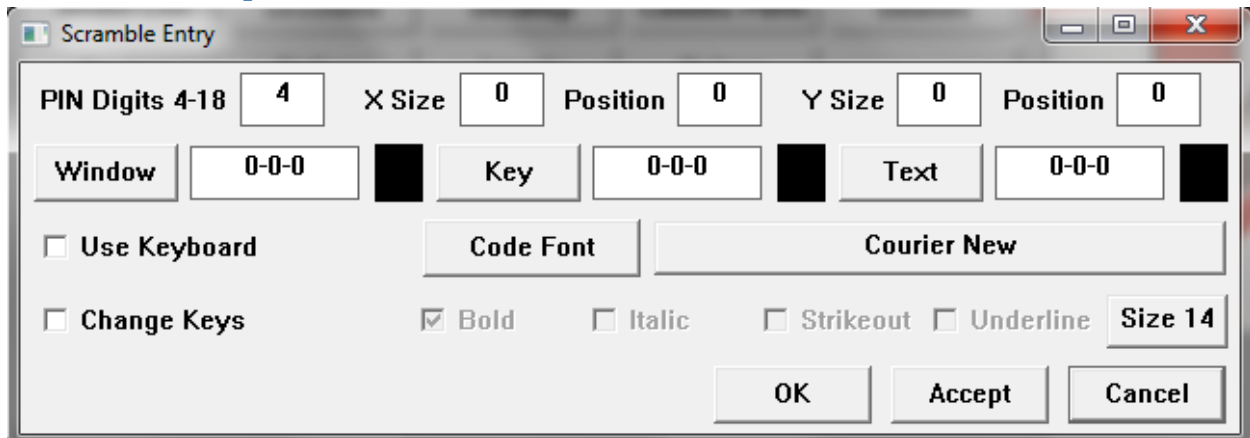 Scramble Entry
PIN Digits 4-18 4 X Size 0 Position 0 Y Size 0 Position 0
Window 0-0-0 Key 0-0-0 Text 0-0-0
Use Keyboard Code Font Courier New
Change Keys Bold Italic Strikeout Underline Size 14
OK Accept Cancel